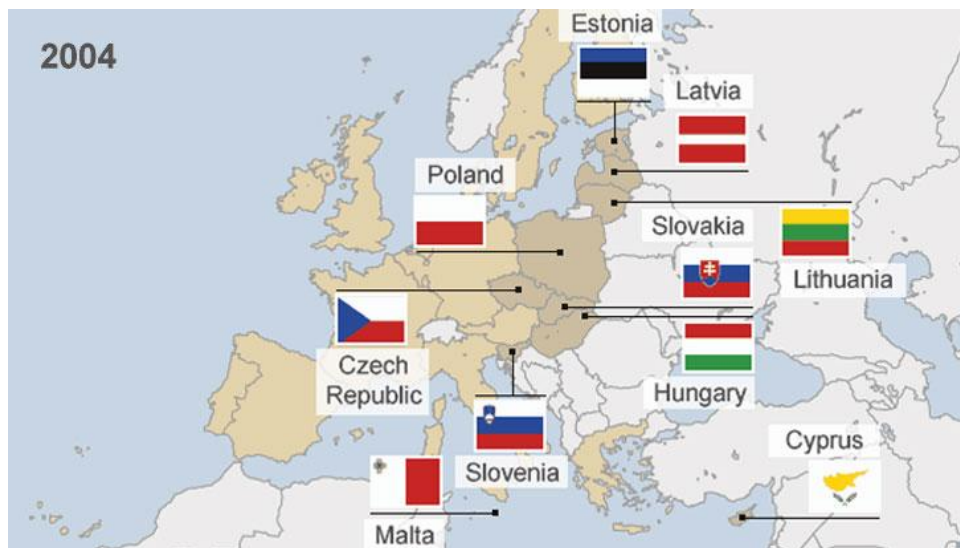 2004
Estonia
Latvia
Poland
Slovakia
Lithuania
Czech
Republic
Hungary
Slovenia
Cyprus
Malta